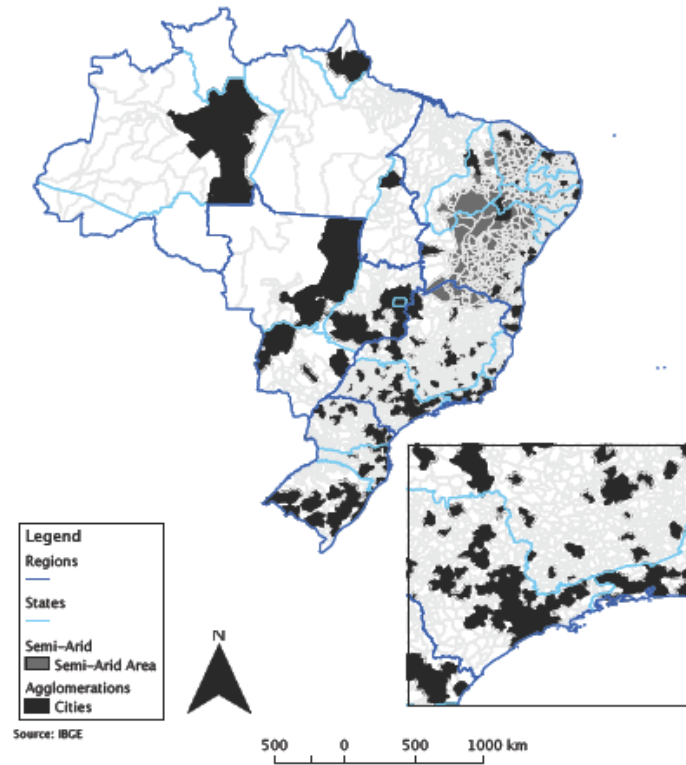 Legend
Regions
States
Semi-Arid
Semi-Arid Area
Agglomerations
Cities
Source: IBGE
N
500 0 500 1000 km